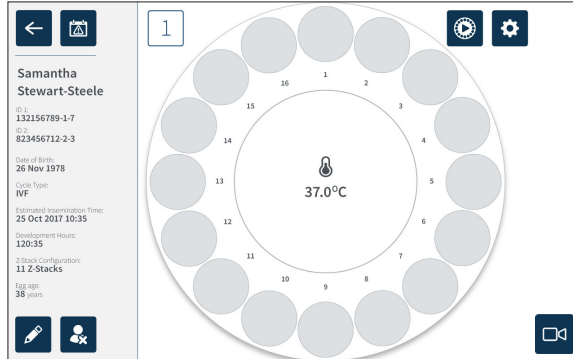 Samantha
Stewart-Steele
ID 1:
132156789-1-7
ID 2:
823456712-2-3
Date of Birth:
26 Nov 1978
Cycle Type:
IVF
Estimated Insemination Time:
25 Oct 2017 10:35
Development Hours:
120:35
Z-Stack Configuration:
11 Z-Stacks
Egg age:
38 years
1
1
2
3
4
5
6
7
8
9
10
11
12
13
14
15
16
37.0°C